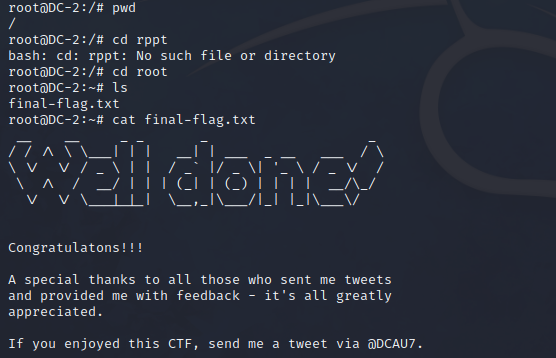 root@DC-2:/# pwd
/
root@DC-2:/# cd rppt
bash: cd: rppt: No such file or directory
root@DC-2:/# cd root
root@DC-2:~# ls
final-flag.txt
root@DC-2:~# cat final-flag.txt
Well done!
Congratulatons!!!
A special thanks to all those who sent me tweets
and provided me with feedback - it's all greatly
appreciated.
If you enjoyed this CTF, send me a tweet via @DCAU7.